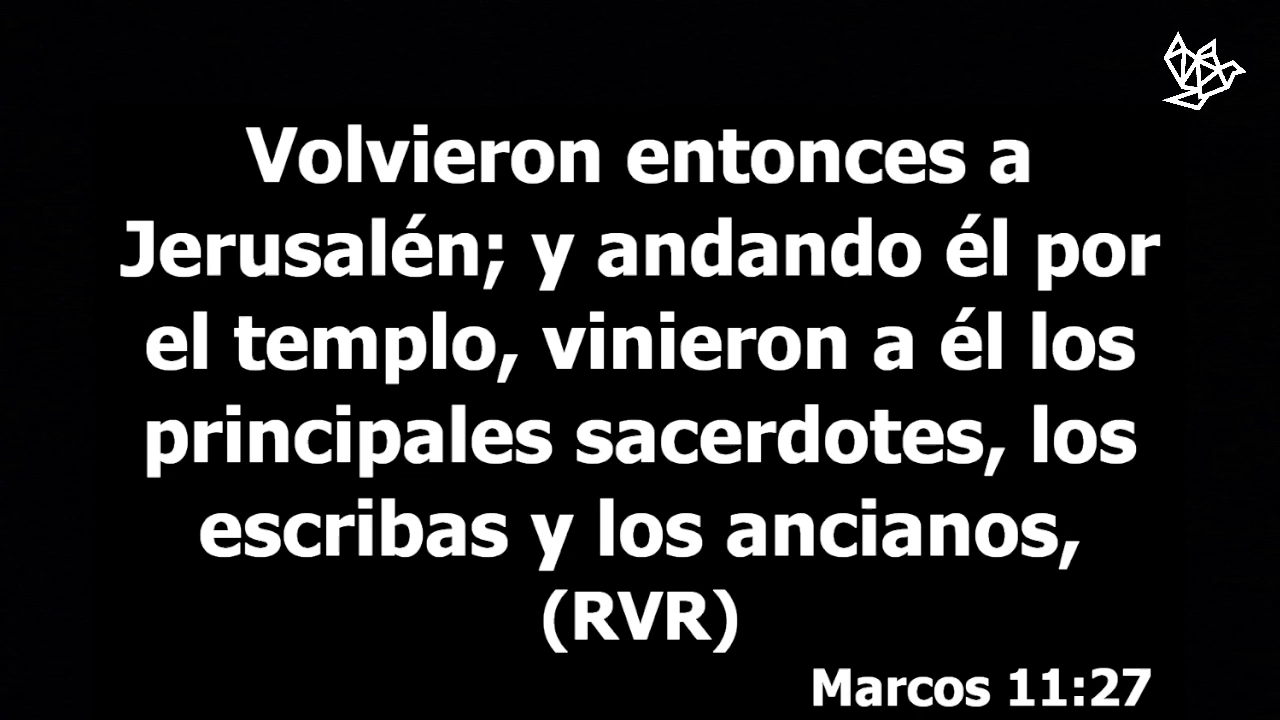 Volvieron entonces a
Jerusalén; y andando él por
el templo, vinieron a él los
principales sacerdotes, los
escribas y los ancianos,
(RVR)
Marcos 11:27